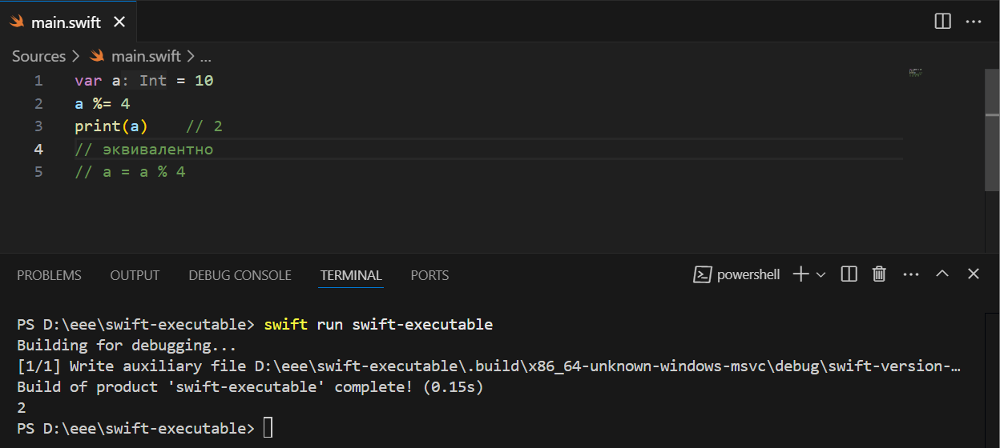 main.swift
Sources > main.swift > ...
1 var a: Int = 10
2 a %= 4
3 print(a)    // 2
4 // эквивалентно
5 // a = a % 4
PROBLEMS OUTPUT DEBUG CONSOLE TERMINAL PORTS powershell
PS D:\eee\swift-executable> swift run swift-executable
Building for debugging...
[1/1] Write auxiliary file D:\eee\swift-executable\.build\x86_64-unknown-windows-msvc\debug\swift-version-…
Build of product 'swift-executable' complete! (0.15s)
2
PS D:\eee\swift-executable>